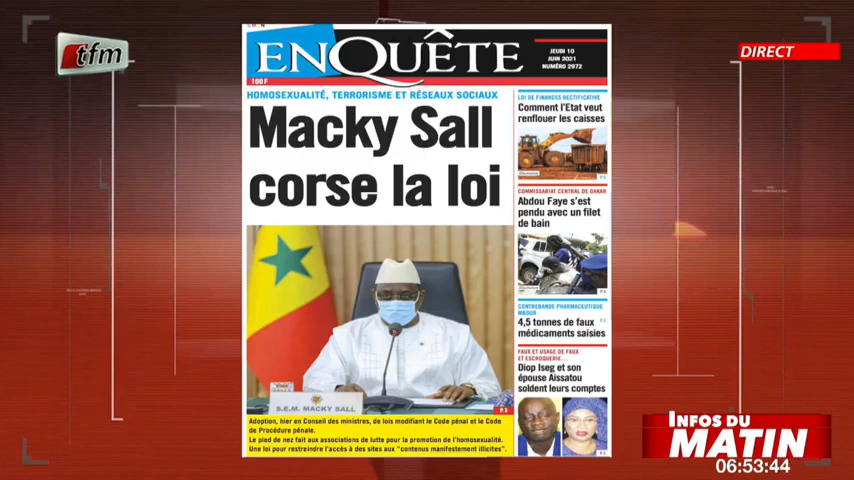 tfm
DIRECT
ENQUÊTE
JEUDI 10
JUIN 2021
NUMÉRO 2972
100 F
HOMOSEXUALITÉ, TERRORISME ET RÉSEAUX SOCIAUX
Macky Sall
corse la loi
S.E.M. MACKY SALL
P.5
Adoption, hier en Conseil des ministres, de lois modifiant le Code pénal et le Code
de Procédure pénale.
Le pied de nez fait aux associations de lutte pour la promotion de l'homosexualité.
Une loi pour restreindre l'accès à des sites aux "contenus manifestement illicites".
LOI DE FINANCES RECTIFICATIVE
Comment l'Etat veut
renflouer les caisses
COMMISSARIAT CENTRAL DE DAKAR
Abdou Faye s'est
pendu avec un filet
de bain
CONTREBANDE PHARMACEUTIQUE
MBOUR
4,5 tonnes de faux
médicaments saisies
FAUX ET USAGE DE FAUX
ET ESCROQUERIE...
Diop Iseg et son
épouse Aissatou
soldent leurs comptes
INFOS DU
MATIN
06:53:44